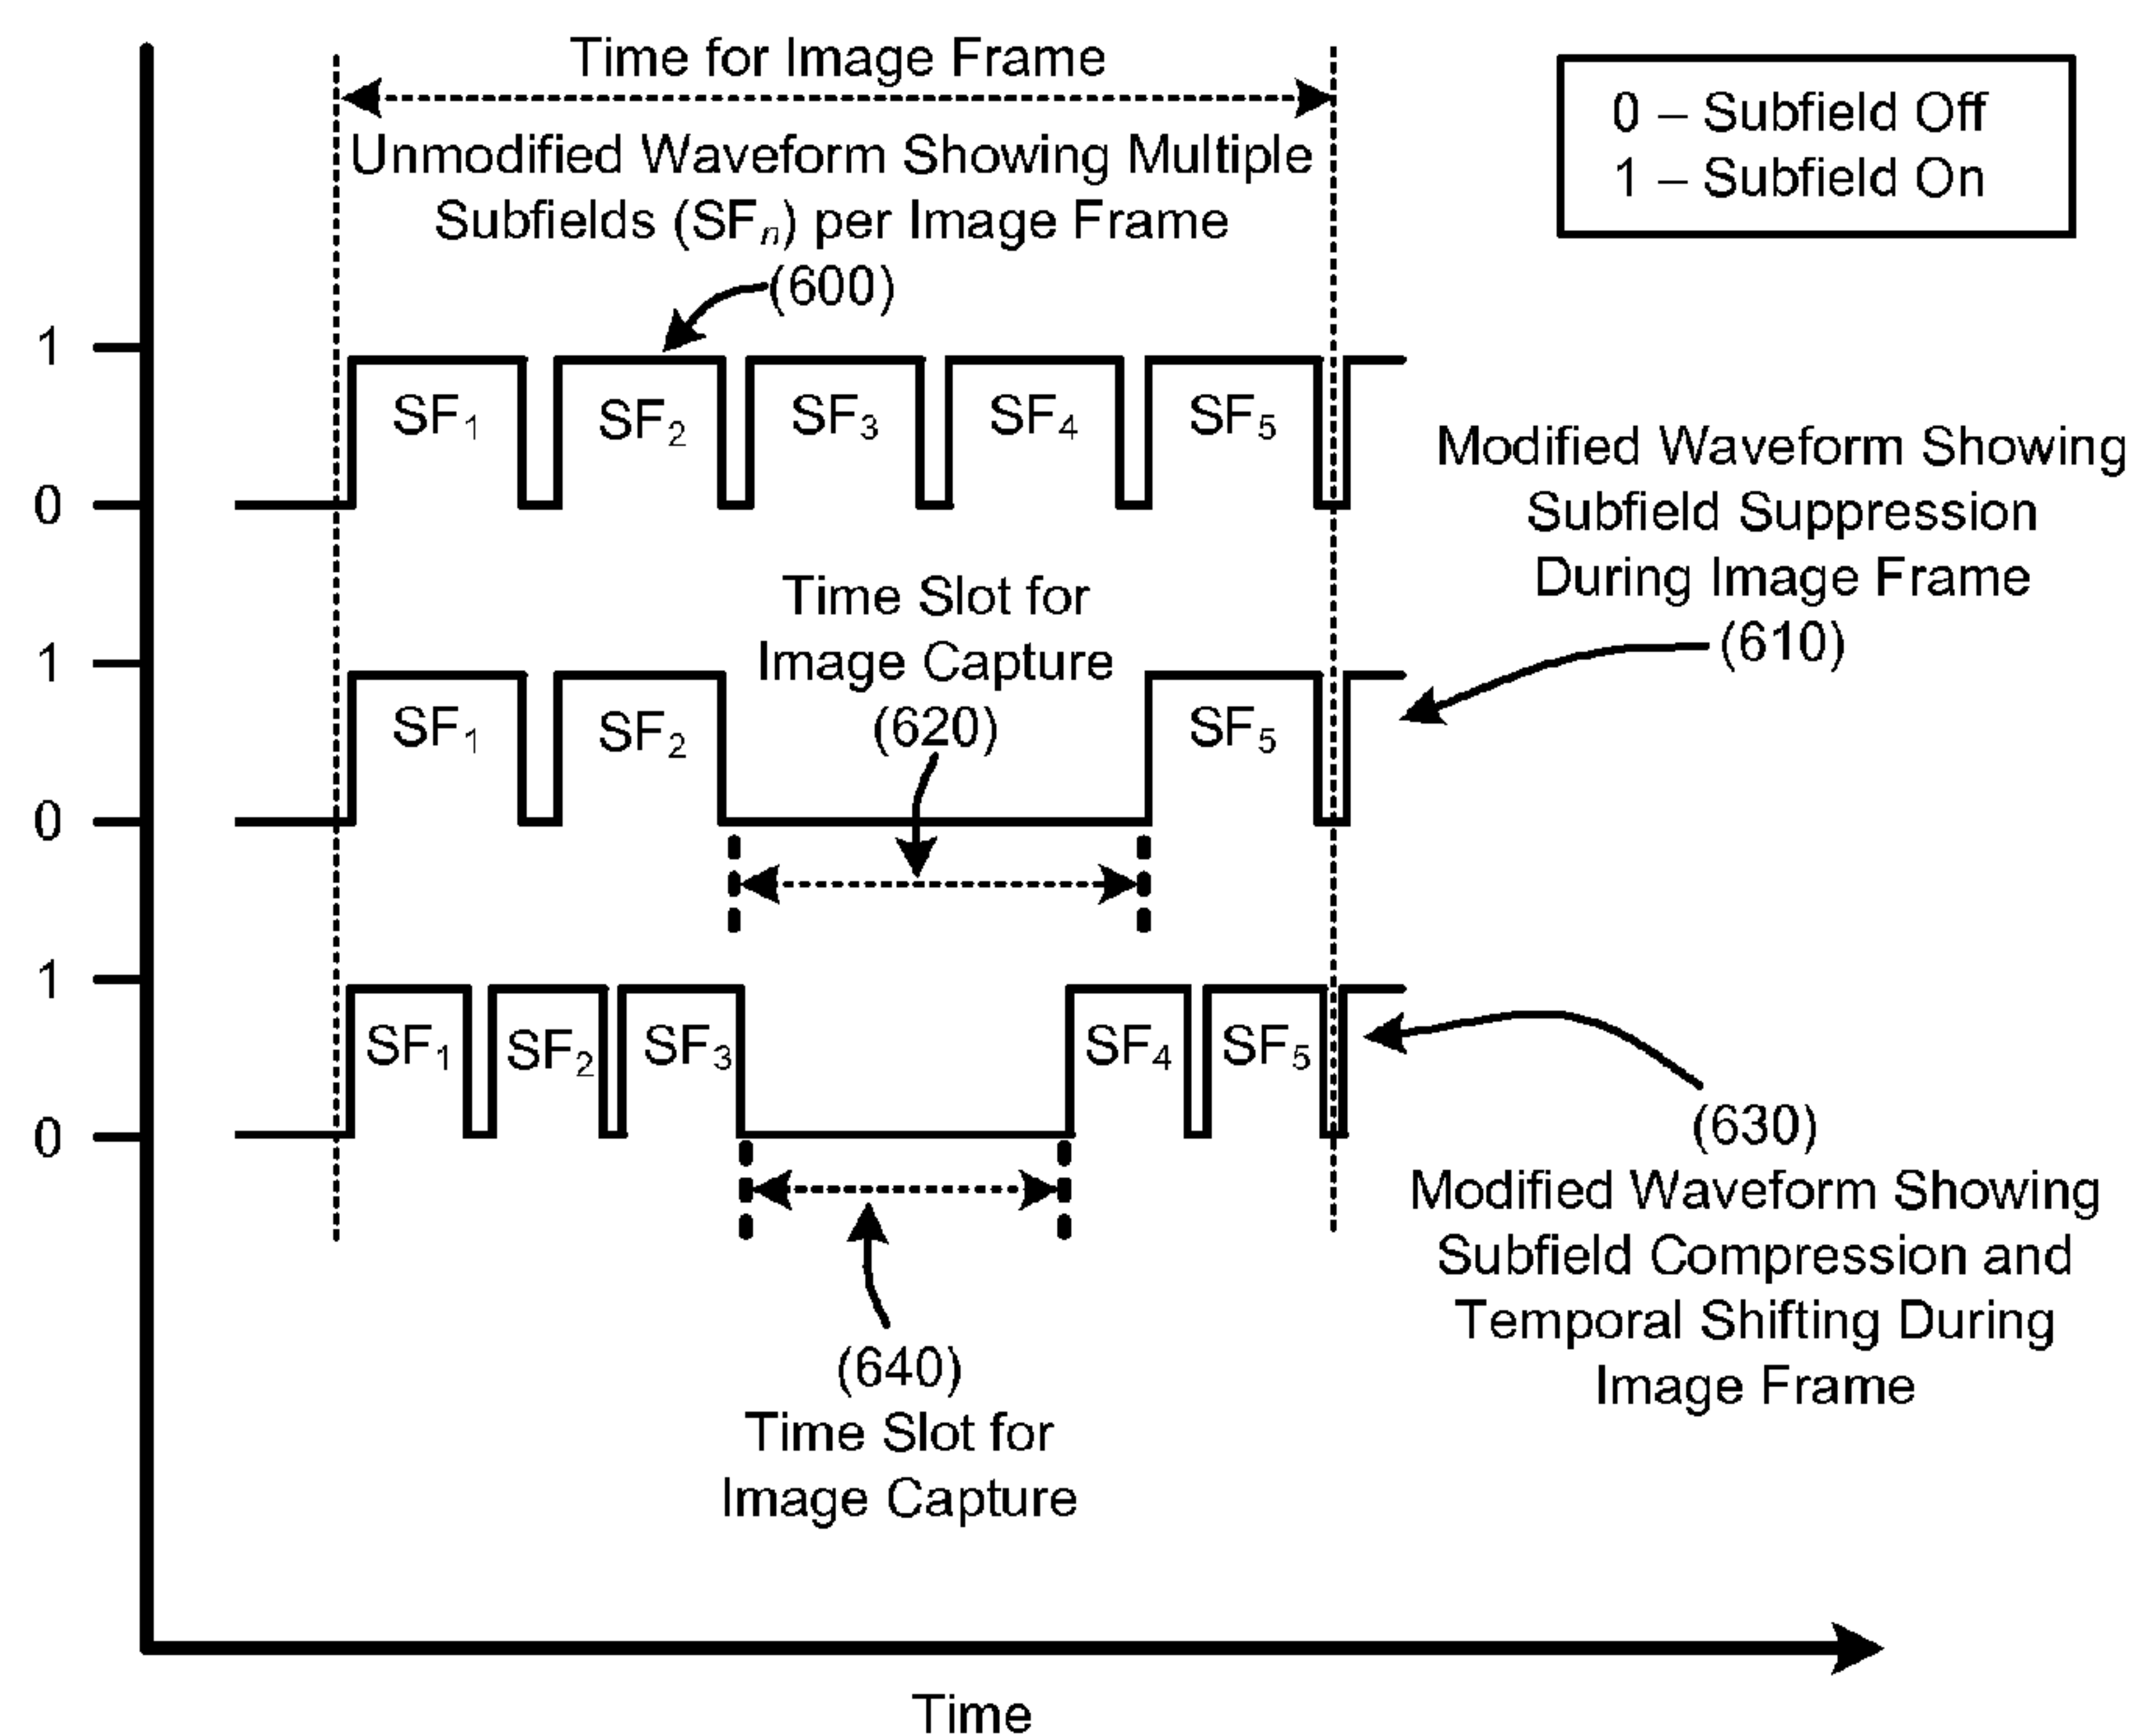 Time for Image Frame
0 – Subfield Off
1 – Subfield On
Unmodified Waveform Showing Multiple
Subfields (SFn) per Image Frame
(600)
1
SF1 SF2 SF3 SF4 SF5
0
Modified Waveform Showing
Subfield Suppression
During Image Frame
(610)
Time Slot for
Image Capture
(620)
1
SF1 SF2 SF5
0
1
SF1 SF2 SF3 SF4 SF5
0
(630)
Modified Waveform Showing
Subfield Compression and
Temporal Shifting During
Image Frame
(640)
Time Slot for
Image Capture
Time